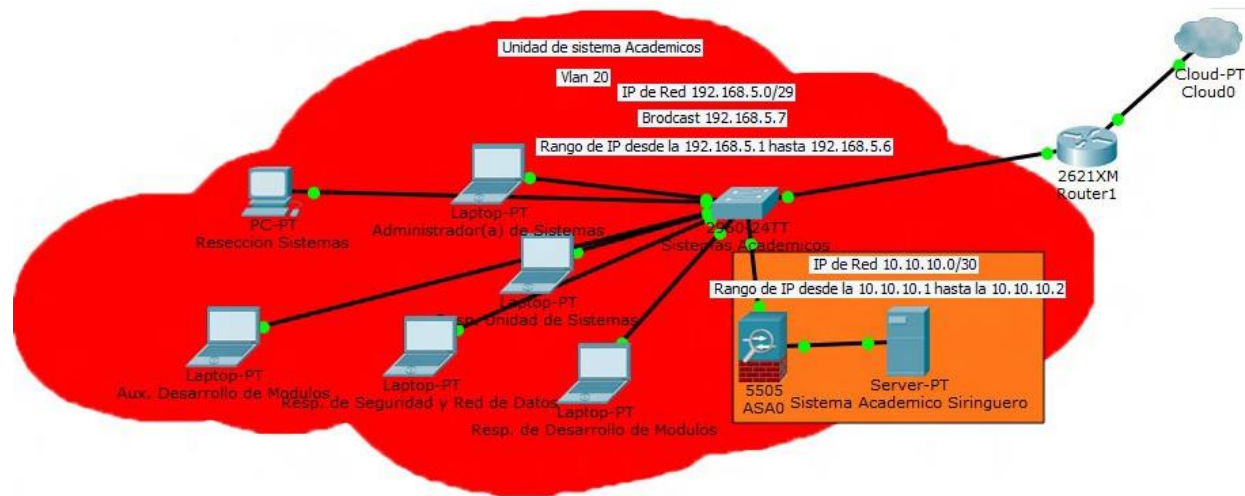 Unidad de sistema Academicos
Vlan 20
IP de Red 192.168.5.0/29
Brodcast 192.168.5.7
Rango de IP desde la 192.168.5.1 hasta 192.168.5.6
Cloud-PT
Cloud0
2621XM
Router1
PC-PT
Resección Sistemas
Laptop-PT
Administrador(a) de Sistemas
2960-24TT
Sistemas Academicos
Laptop-PT
Resp. Unidad de Sistemas
IP de Red 10.10.10.0/30
Rango de IP desde la 10.10.10.1 hasta la 10.10.10.2
Laptop-PT
Aux. Desarrollo de Modulos
Laptop-PT
Resp. de Seguridad y Red de Datos
Laptop-PT
Resp. de Desarrollo de Modulos
5505
ASA0
Server-PT
Sistema Academico Siringuero